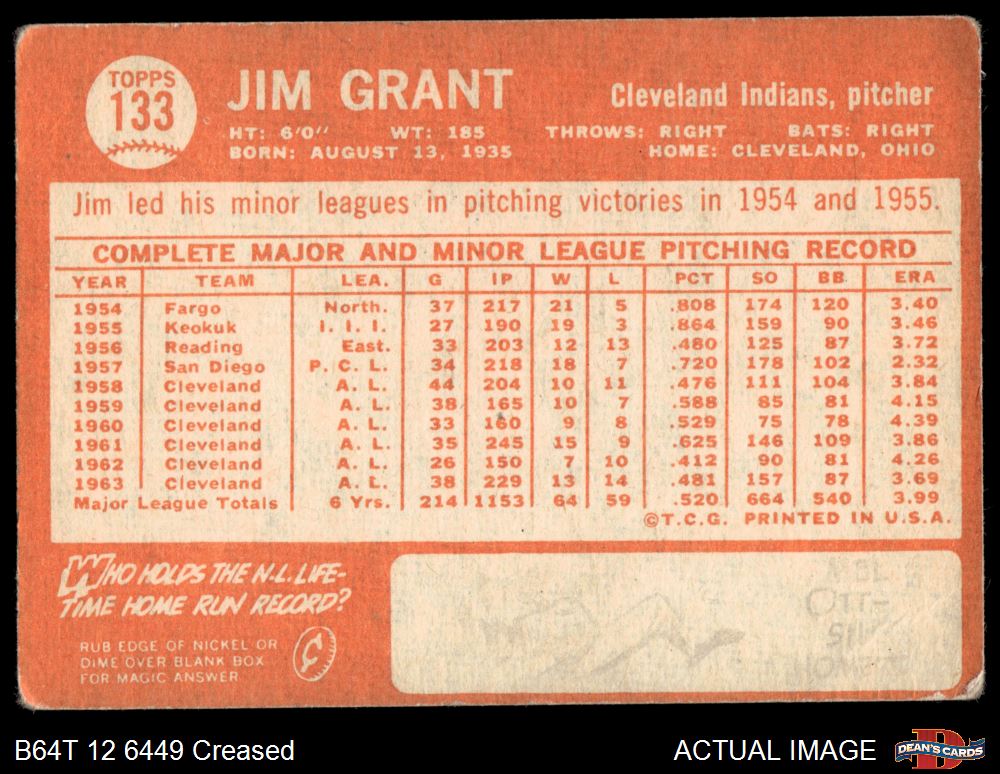 TOPPS
133
JIM GRANT
Cleveland Indians, pitcher
HT: 6'0" WT: 185 THROWS: RIGHT BATS: RIGHT
BORN: AUGUST 13, 1935 HOME: CLEVELAND, OHIO
Jim led his minor leagues in pitching victories in 1954 and 1955.
COMPLETE MAJOR AND MINOR LEAGUE PITCHING RECORD
YEAR TEAM LEA. G IP W L PCT SO BB ERA
1954 Fargo North. 37 217 21 5 .808 174 120 3.40
1955 Keokuk I. I. I. 27 190 19 3 .864 159 90 3.46
1956 Reading East. 33 203 12 13 .480 125 87 3.72
1957 San Diego P. C. L. 34 218 18 7 .720 178 102 2.32
1958 Cleveland A. L. 44 204 10 11 .476 111 104 3.84
1959 Cleveland A. L. 38 165 10 7 .588 85 81 4.15
1960 Cleveland A. L. 33 160 9 8 .529 75 78 4.39
1961 Cleveland A. L. 35 245 15 9 .625 146 109 3.86
1962 Cleveland A. L. 26 150 7 10 .412 90 81 4.26
1963 Cleveland A. L. 38 229 13 14 .481 157 87 3.69
Major League Totals 6 Yrs. 214 1153 64 59 .520 664 540 3.99
©T.C.G. PRINTED IN U.S.A.
WHO HOLDS THE N.L. LIFE-
TIME HOME RUN RECORD?
RUB EDGE OF NICKEL OR
DIME OVER BLANK BOX
FOR MAGIC ANSWER
MEL
OTT-
511
B64T 12 6449 Creased
ACTUAL IMAGE
DEAN'S CARDS